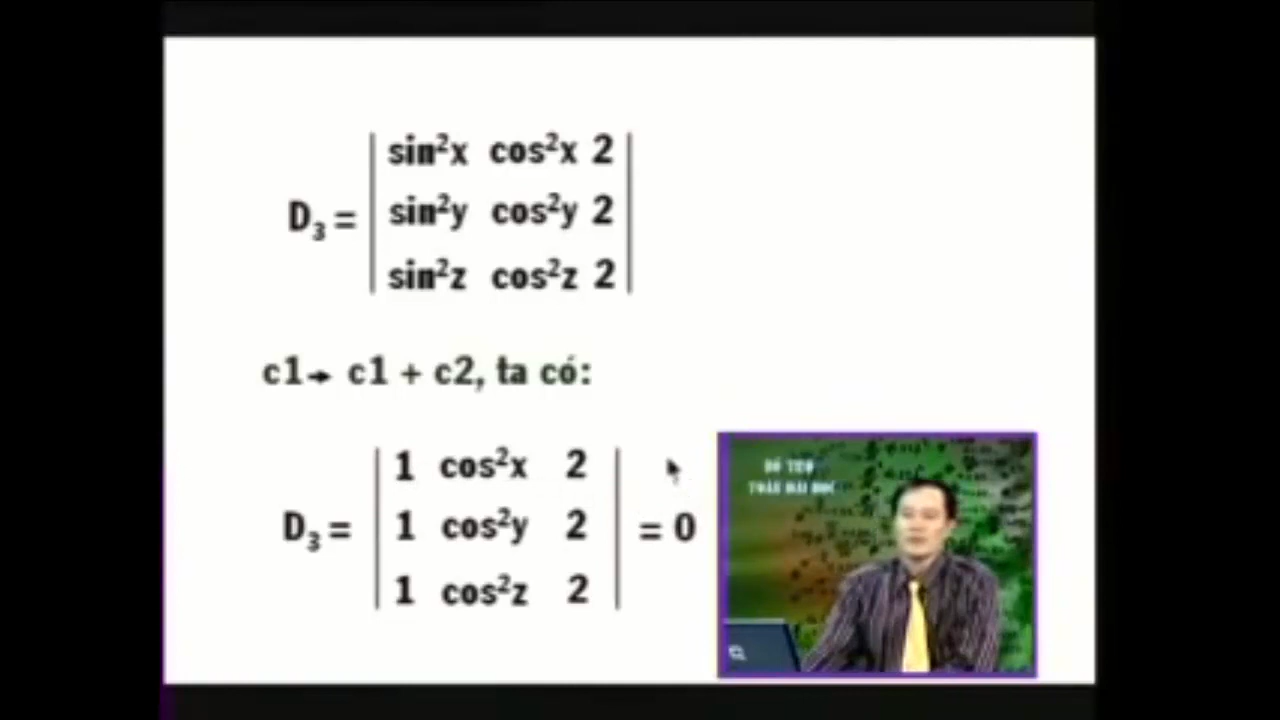 sin²x cos²x 2
D₃ = sin²y cos²y 2
sin²z cos²z 2
c1→ c1 + c2, ta có:
1 cos²x 2
D₃ = 1 cos²y 2 = 0
1 cos²z 2